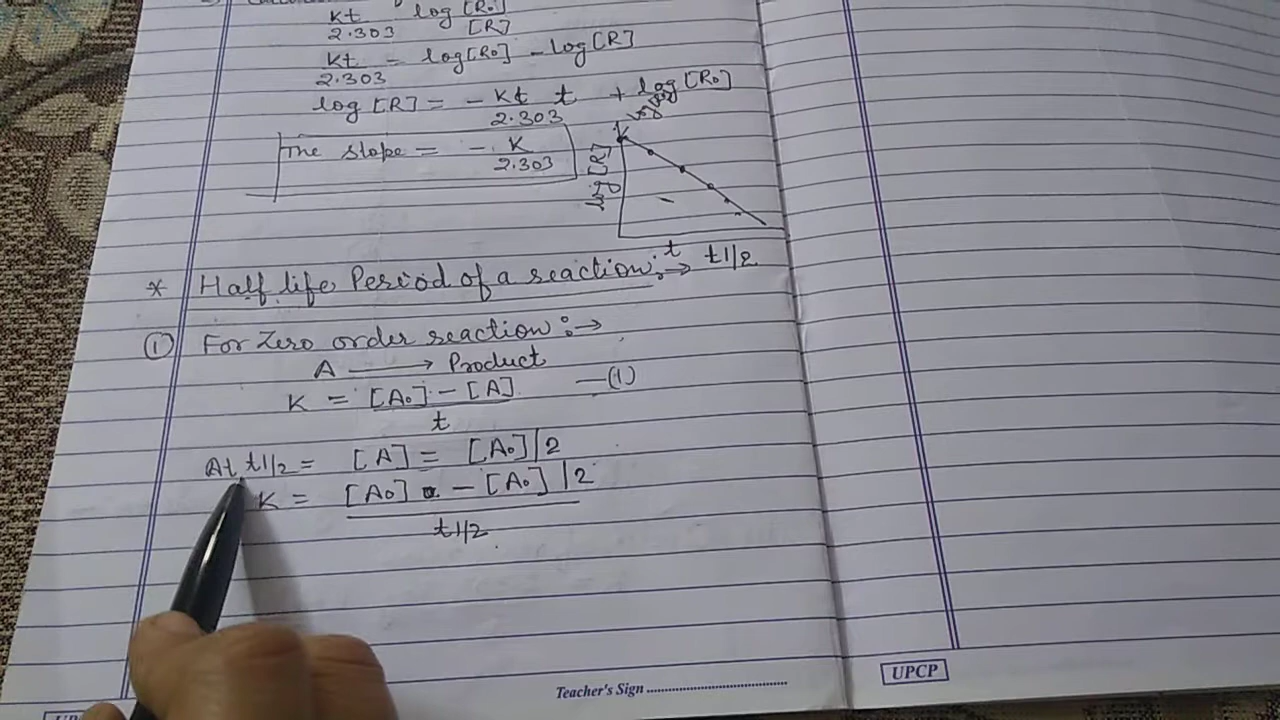 Kt log [R₀]
2.303 [R]
Kt = log[R₀] - log[R]
2.303
log [R] = - Kt t + log [R₀]
2.303
The slope = - K
2.303
log [R]
t
* Half life Period of a reaction :→ t1/2
(1) For Zero order reaction :→
A ⟶ Product
K = [A₀] - [A] —(1)
t
At t1/2 = [A] = [A₀]/2
K = [A₀] - [A₀]/2
t1/2
Teacher's Sign
UPCP